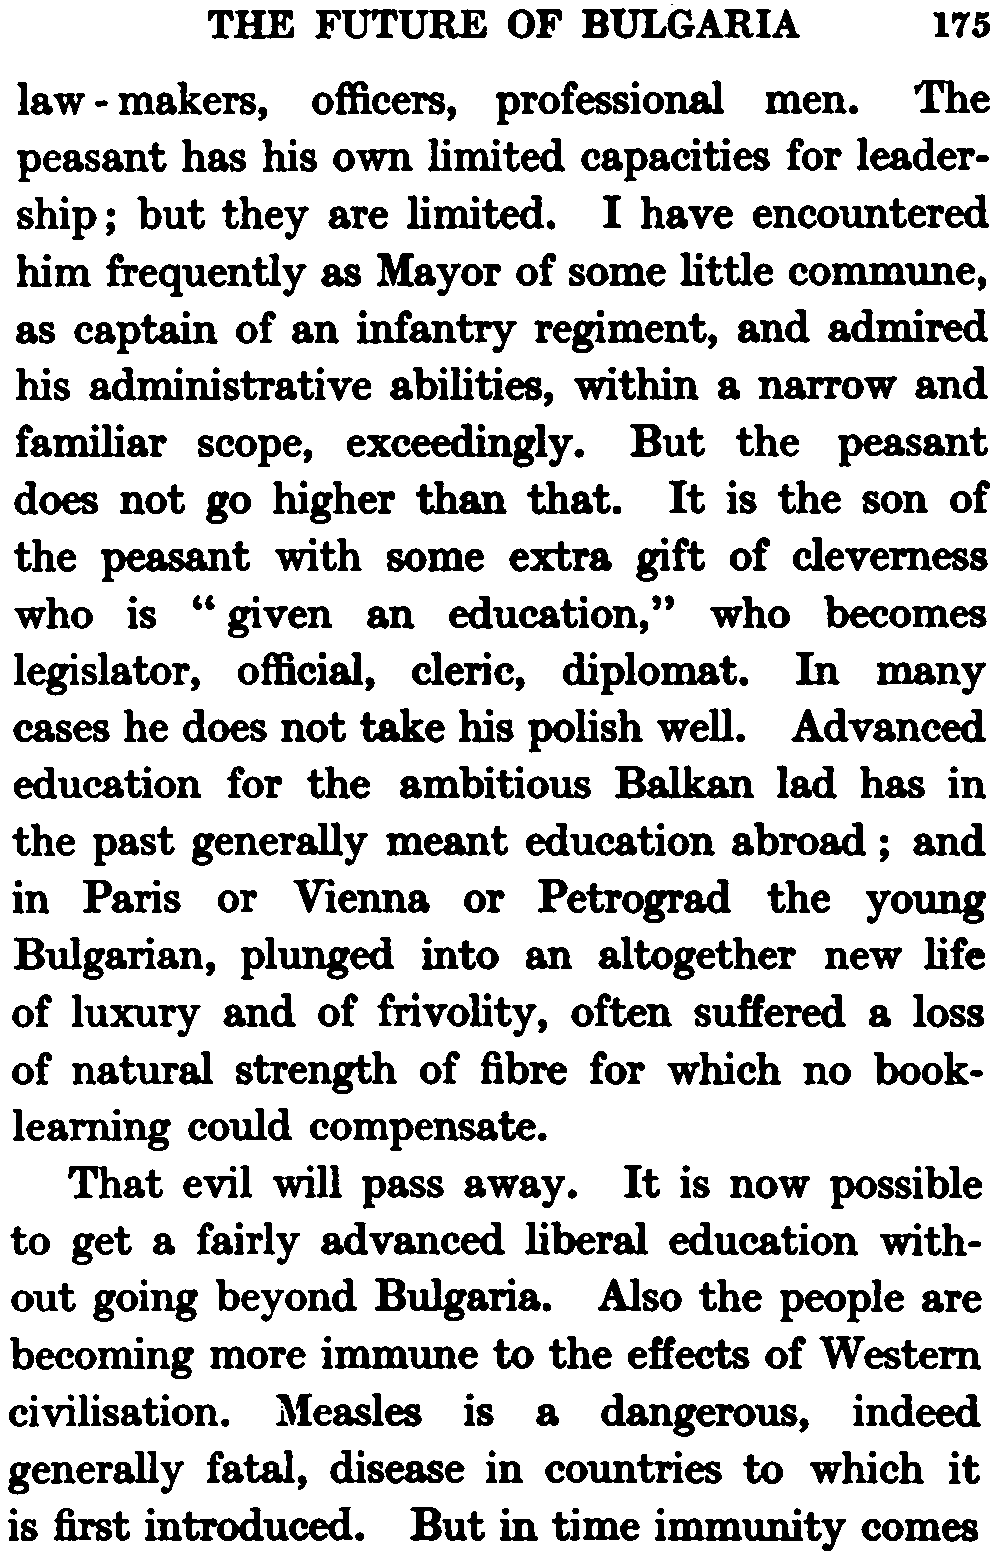 THE FUTURE OF BULGARIA 175
law-makers, officers, professional men. The
peasant has his own limited capacities for leader-
ship; but they are limited. I have encountered
him frequently as Mayor of some little commune,
as captain of an infantry regiment, and admired
his administrative abilities, within a narrow and
familiar scope, exceedingly. But the peasant
does not go higher than that. It is the son of
the peasant with some extra gift of cleverness
who is "given an education," who becomes
legislator, official, cleric, diplomat. In many
cases he does not take his polish well. Advanced
education for the ambitious Balkan lad has in
the past generally meant education abroad; and
in Paris or Vienna or Petrograd the young
Bulgarian, plunged into an altogether new life
of luxury and of frivolity, often suffered a loss
of natural strength of fibre for which no book-
learning could compensate.
That evil will pass away. It is now possible
to get a fairly advanced liberal education with-
out going beyond Bulgaria. Also the people are
becoming more immune to the effects of Western
civilisation. Measles is a dangerous, indeed
generally fatal, disease in countries to which it
is first introduced. But in time immunity comes